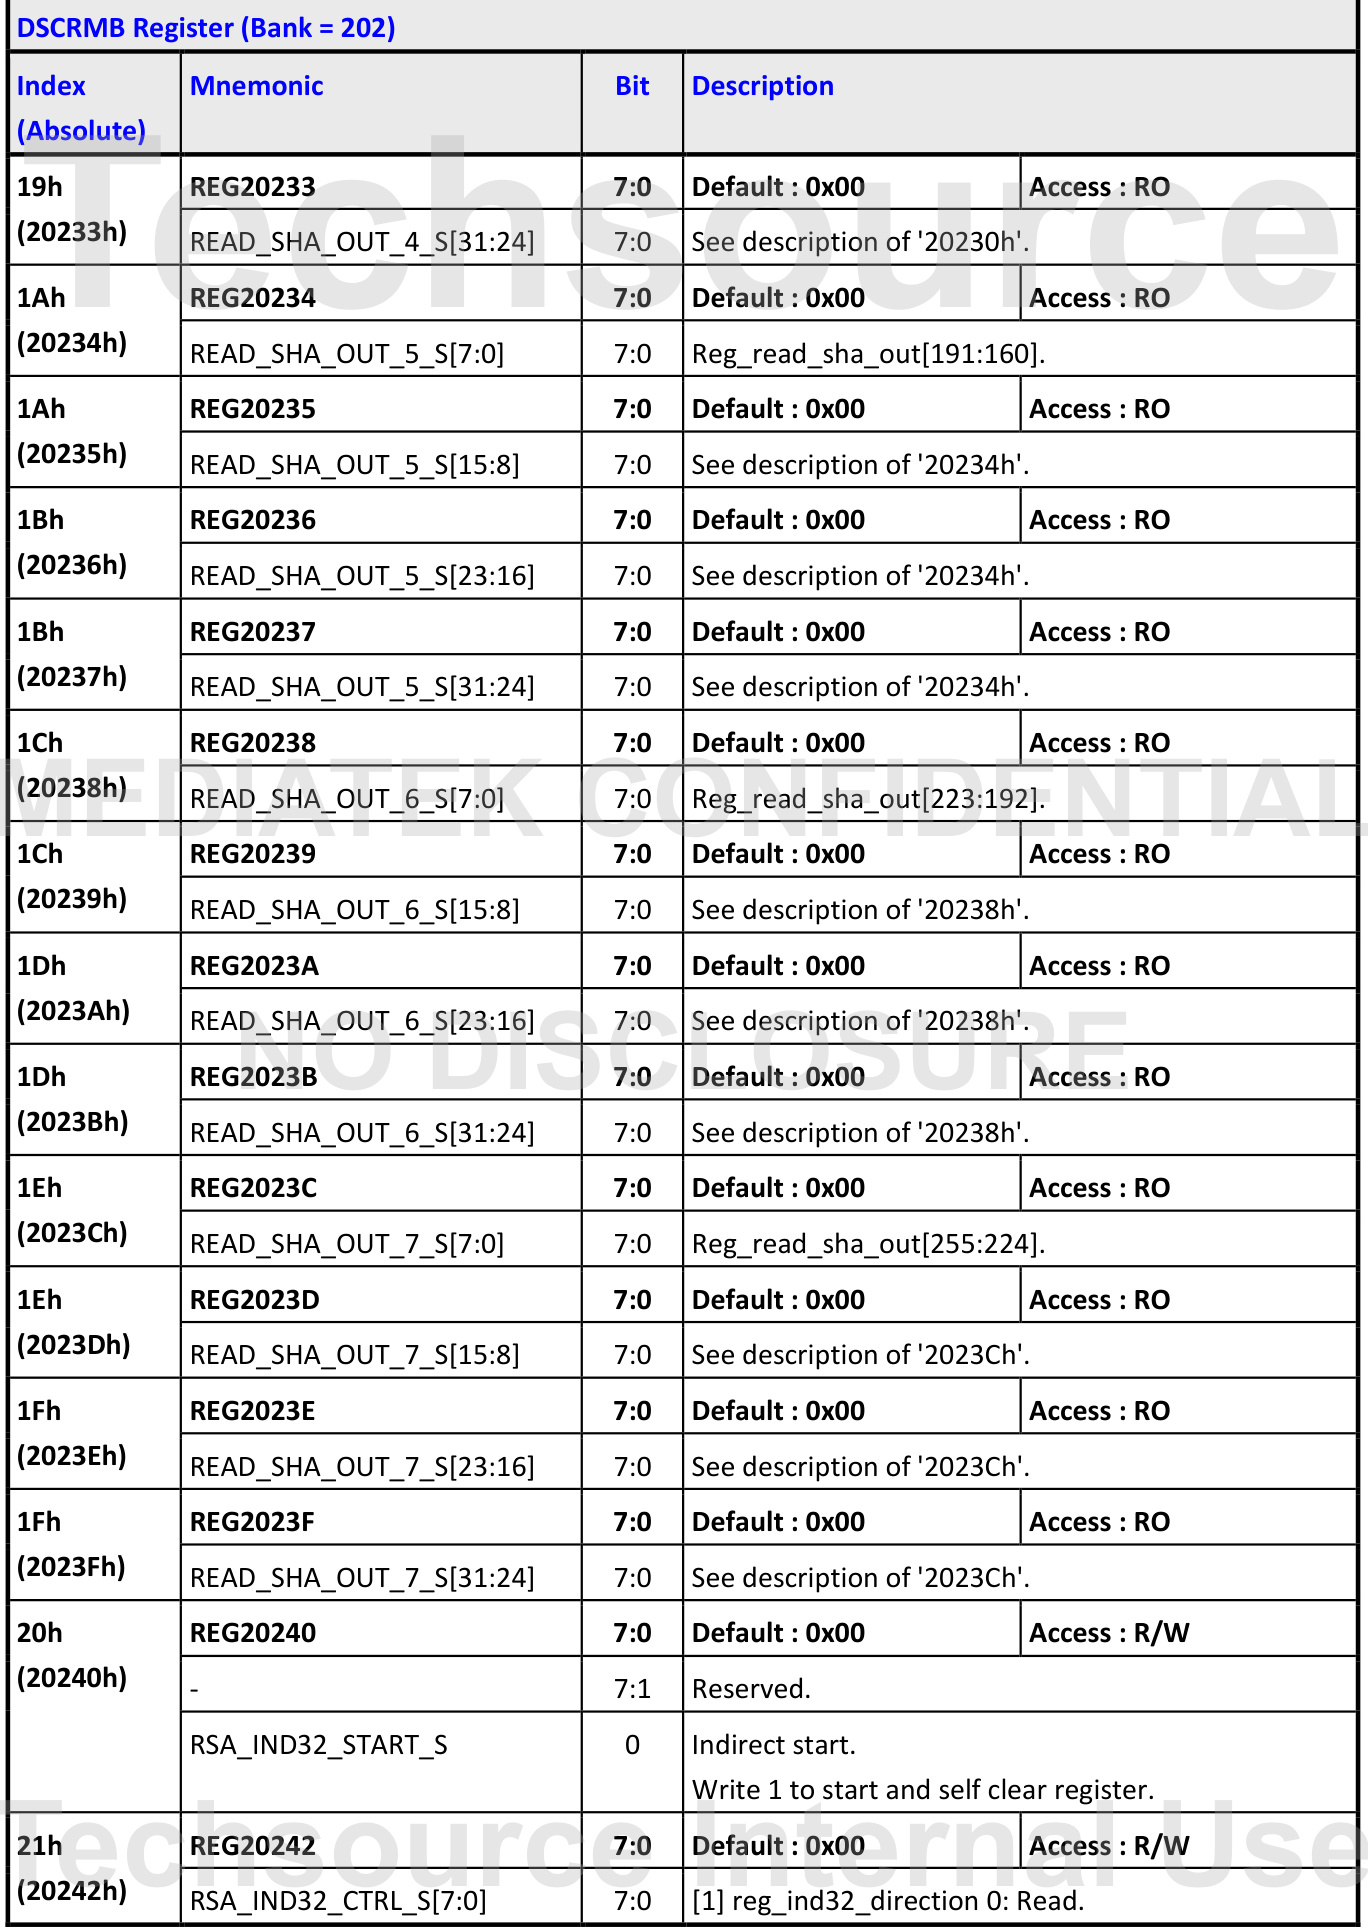 DSCRMB Register (Bank = 202)
Index
(Absolute)
Mnemonic
Bit
Description
19h
(20233h)
REG20233
7:0
Default : 0x00
Access : RO
READ_SHA_OUT_4_S[31:24]
7:0
See description of '20230h'.
1Ah
(20234h)
REG20234
7:0
Default : 0x00
Access : RO
READ_SHA_OUT_5_S[7:0]
7:0
Reg_read_sha_out[191:160].
1Ah
(20235h)
REG20235
7:0
Default : 0x00
Access : RO
READ_SHA_OUT_5_S[15:8]
7:0
See description of '20234h'.
1Bh
(20236h)
REG20236
7:0
Default : 0x00
Access : RO
READ_SHA_OUT_5_S[23:16]
7:0
See description of '20234h'.
1Bh
(20237h)
REG20237
7:0
Default : 0x00
Access : RO
READ_SHA_OUT_5_S[31:24]
7:0
See description of '20234h'.
1Ch
(20238h)
REG20238
7:0
Default : 0x00
Access : RO
READ_SHA_OUT_6_S[7:0]
7:0
Reg_read_sha_out[223:192].
1Ch
(20239h)
REG20239
7:0
Default : 0x00
Access : RO
READ_SHA_OUT_6_S[15:8]
7:0
See description of '20238h'.
1Dh
(2023Ah)
REG2023A
7:0
Default : 0x00
Access : RO
READ_SHA_OUT_6_S[23:16]
7:0
See description of '20238h'.
1Dh
(2023Bh)
REG2023B
7:0
Default : 0x00
Access : RO
READ_SHA_OUT_6_S[31:24]
7:0
See description of '20238h'.
1Eh
(2023Ch)
REG2023C
7:0
Default : 0x00
Access : RO
READ_SHA_OUT_7_S[7:0]
7:0
Reg_read_sha_out[255:224].
1Eh
(2023Dh)
REG2023D
7:0
Default : 0x00
Access : RO
READ_SHA_OUT_7_S[15:8]
7:0
See description of '2023Ch'.
1Fh
(2023Eh)
REG2023E
7:0
Default : 0x00
Access : RO
READ_SHA_OUT_7_S[23:16]
7:0
See description of '2023Ch'.
1Fh
(2023Fh)
REG2023F
7:0
Default : 0x00
Access : RO
READ_SHA_OUT_7_S[31:24]
7:0
See description of '2023Ch'.
20h
(20240h)
REG20240
7:0
Default : 0x00
Access : R/W
-
7:1
Reserved.
RSA_IND32_START_S
0
Indirect start.
Write 1 to start and self clear register.
21h
(20242h)
REG20242
7:0
Default : 0x00
Access : R/W
RSA_IND32_CTRL_S[7:0]
7:0
[1] reg_ind32_direction 0: Read.
Techsource
MEDIATEK CONFIDENTIAL
NO DISCLOSURE
Techsource Internal Use